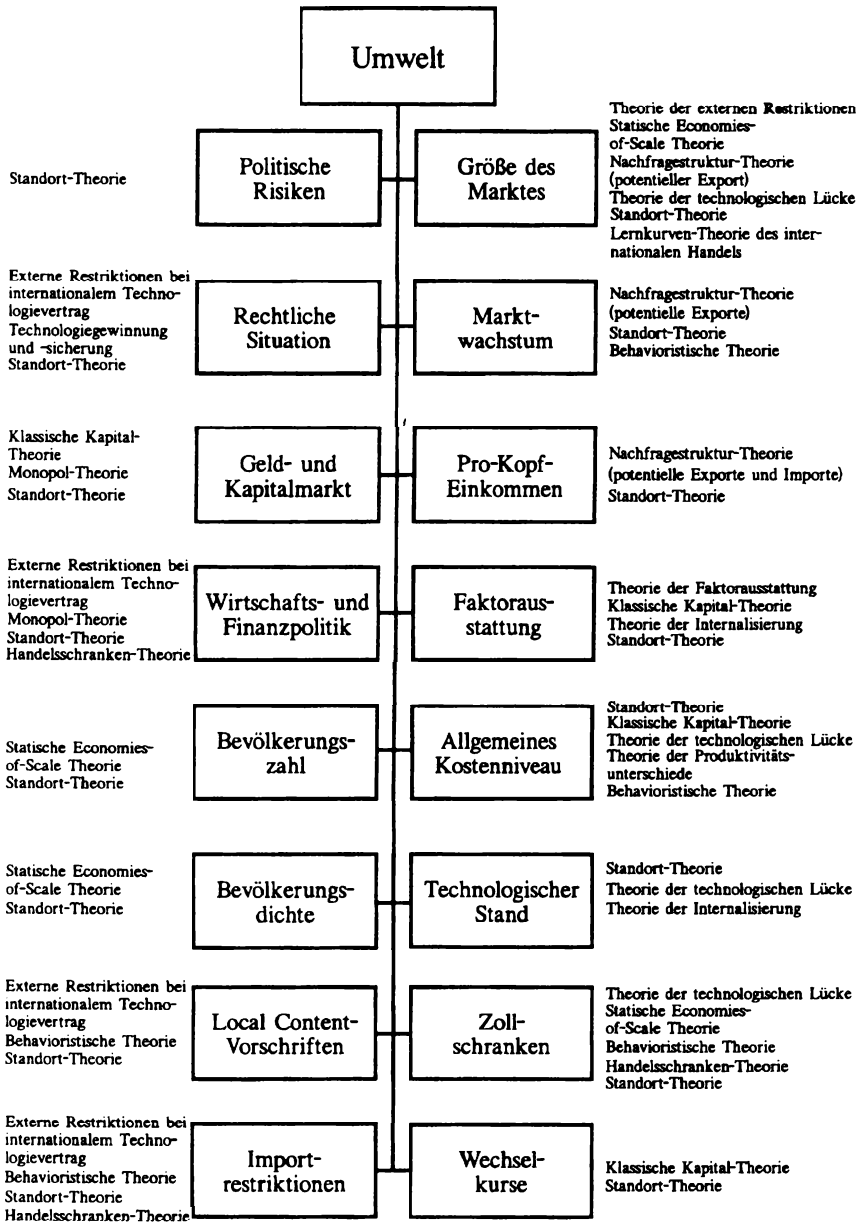 Umwelt
Standort-Theorie
Politische
Risiken
Größe des
Marktes
Theorie der externen Restriktionen
Statische Economies-
of-Scale Theorie
Nachfragestruktur-Theorie
(potentieller Export)
Theorie der technologischen Lücke
Standort-Theorie
Lernkurven-Theorie des inter-
nationalen Handels
Externe Restriktionen bei
internationalem Techno-
logievertrag
Technologiegewinnung
und -sicherung
Standort-Theorie
Rechtliche
Situation
Markt-
wachstum
Nachfragestruktur-Theorie
(potentielle Exporte)
Standort-Theorie
Behavioristische Theorie
Klassische Kapital-
Theorie
Monopol-Theorie
Standort-Theorie
Geld- und
Kapitalmarkt
Pro-Kopf-
Einkommen
Nachfragestruktur-Theorie
(potentielle Exporte und Importe)
Standort-Theorie
Externe Restriktionen bei
internationalem Techno-
logievertrag
Monopol-Theorie
Standort-Theorie
Handelsschranken-Theorie
Wirtschafts- und
Finanzpolitik
Faktoraus-
stattung
Theorie der Faktorausstattung
Klassische Kapital-Theorie
Theorie der Internalisierung
Standort-Theorie
Statische Economies-
of-Scale Theorie
Standort-Theorie
Bevölkerungs-
zahl
Allgemeines
Kostenniveau
Standort-Theorie
Klassische Kapital-Theorie
Theorie der technologischen Lücke
Theorie der Produktivitäts-
unterschiede
Behavioristische Theorie
Statische Economies-
of-Scale Theorie
Standort-Theorie
Bevölkerungs-
dichte
Technologischer
Stand
Standort-Theorie
Theorie der technologischen Lücke
Theorie der Internalisierung
Externe Restriktionen bei
internationalem Techno-
logievertrag
Behavioristische Theorie
Standort-Theorie
Local Content-
Vorschriften
Zoll-
schranken
Theorie der technologischen Lücke
Statische Economies-
of-Scale Theorie
Behavioristische Theorie
Handelsschranken-Theorie
Standort-Theorie
Externe Restriktionen bei
internationalem Techno-
logievertrag
Behavioristische Theorie
Standort-Theorie
Handelsschranken-Theorie
Import-
restriktionen
Wechsel-
kurse
Klassische Kapital-Theorie
Standort-Theorie